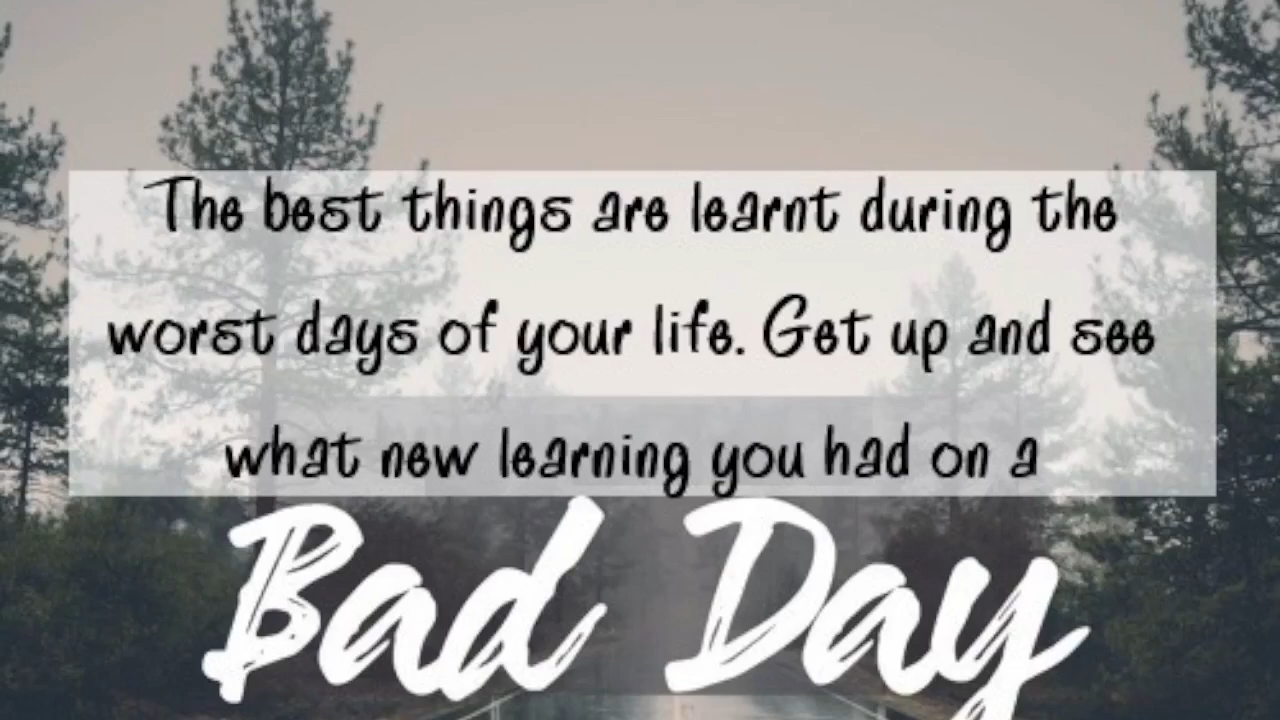 The best things are learnt during the
worst days of your life. Get up and see
what new learning you had on a
Bad Day